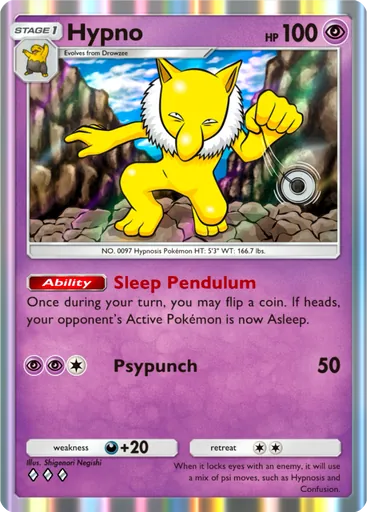 STAGE 1
Hypno
HP 100
Evolves from Drowzee
NO. 0097 Hypnosis Pokémon HT: 5'3" WT: 166.7 lbs.
Ability Sleep Pendulum
Once during your turn, you may flip a coin. If heads,
your opponent's Active Pokémon is now Asleep.
Psypunch 50
weakness +20
retreat
Illus. Shigenori Negishi
When it locks eyes with an enemy, it will use
a mix of psi moves, such as Hypnosis and
Confusion.